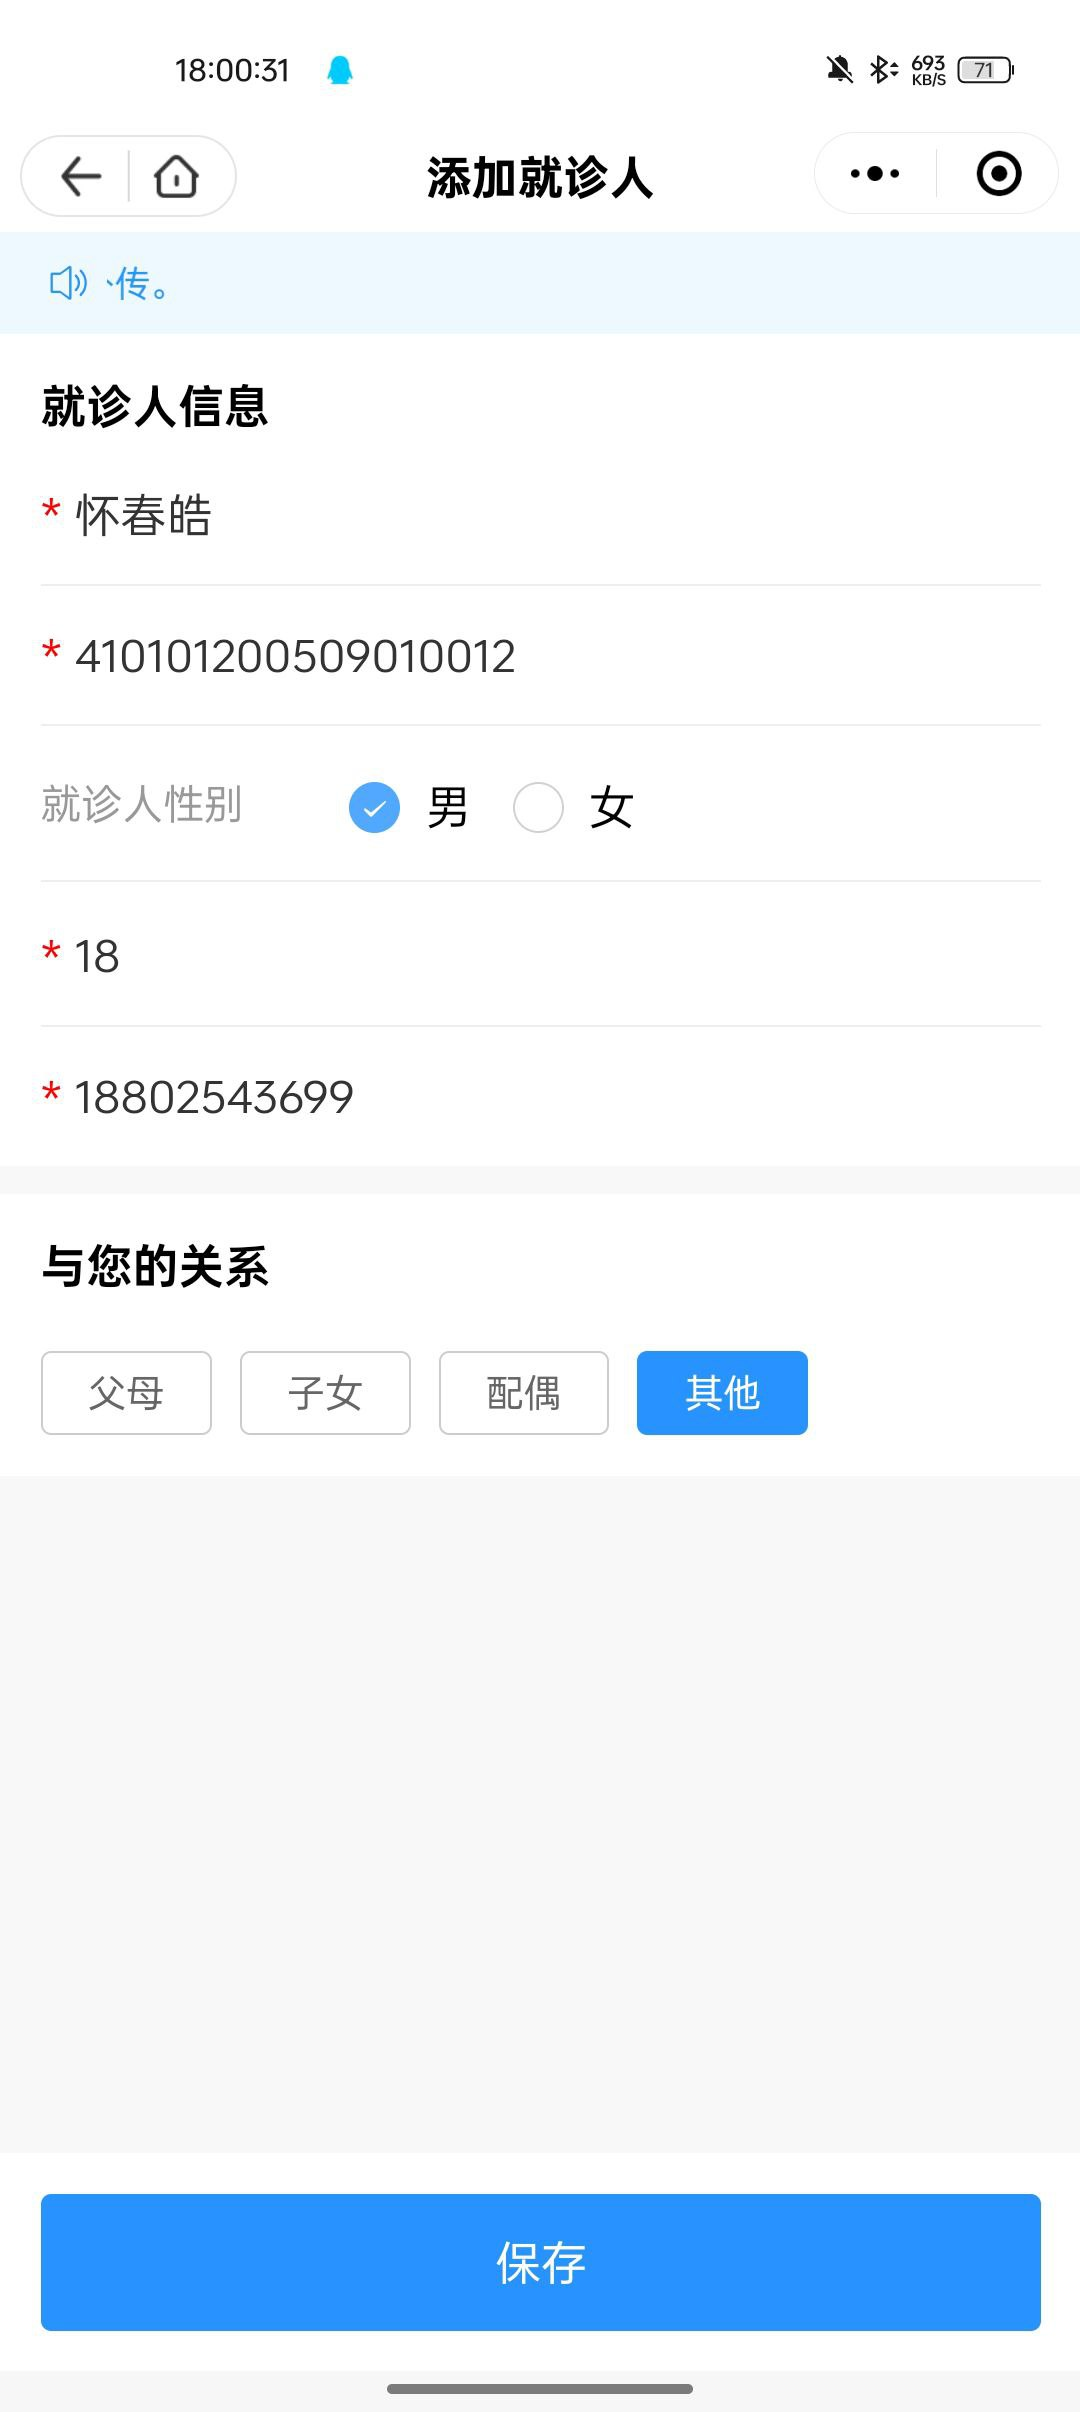 18:00:31
693
KB/S
71
添加就诊人
传。
就诊人信息
* 怀春皓
* 410101200509010012
就诊人性别 男 女
* 18
* 18802543699
与您的关系
父母 子女 配偶 其他
保存